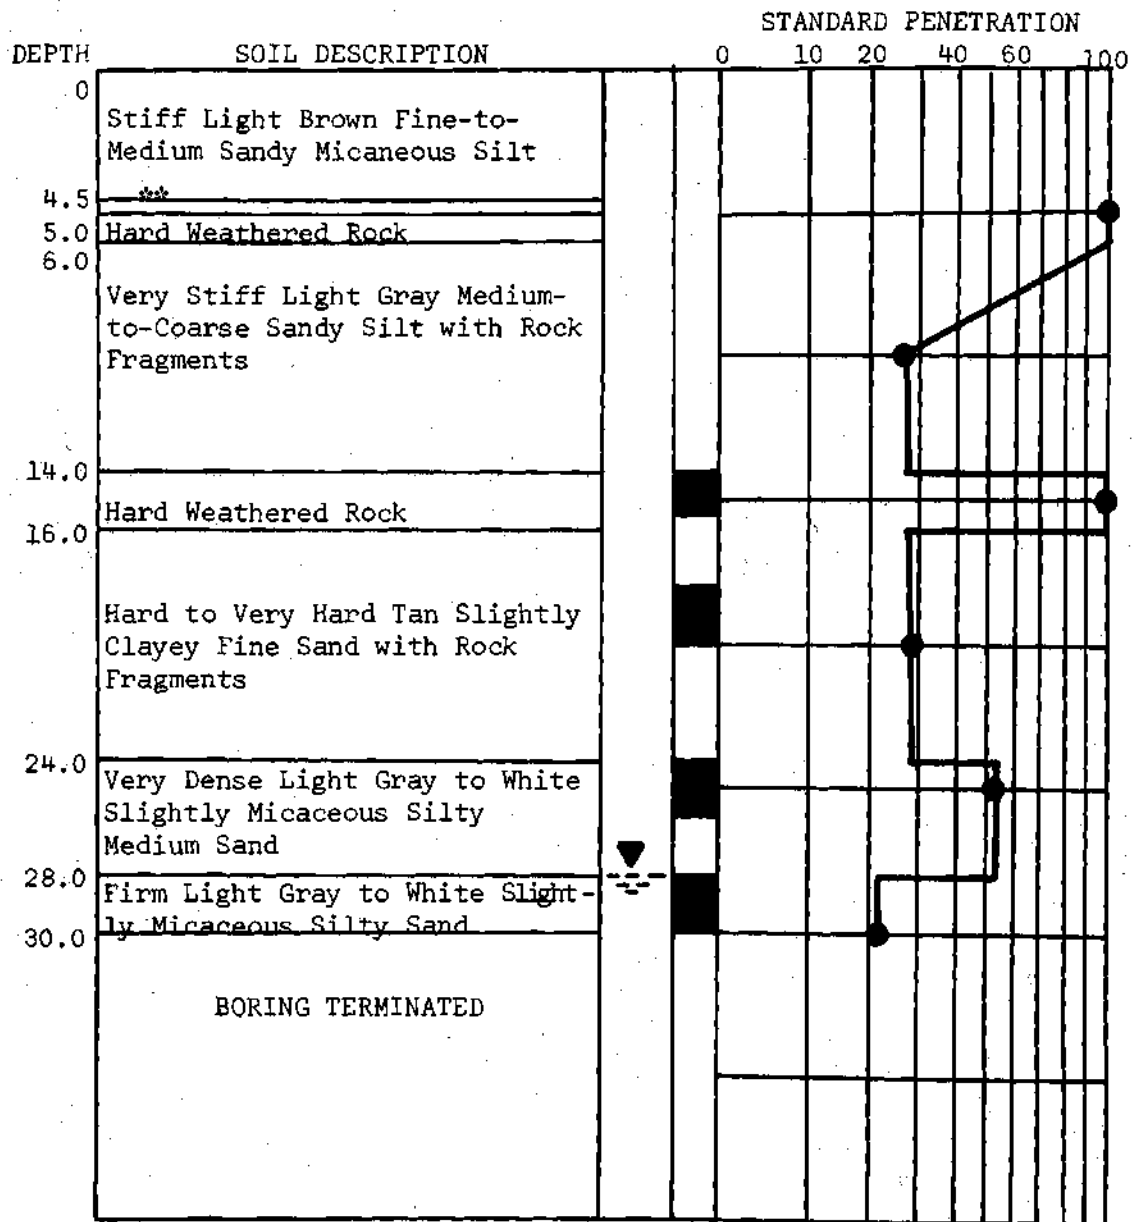 STANDARD PENETRATION
DEPTH SOIL DESCRIPTION 0 10 20 40 60 100
0
Stiff Light Brown Fine-to-
Medium Sandy Micaneous Silt
4.5 **
5.0 Hard Weathered Rock
6.0
Very Stiff Light Gray Medium-
to-Coarse Sandy Silt with Rock
Fragments
14.0
Hard Weathered Rock
16.0
Hard to Very Hard Tan Slightly
Clayey Fine Sand with Rock
Fragments
24.0
Very Dense Light Gray to White
Slightly Micaceous Silty
Medium Sand
28.0
Firm Light Gray to White Slight-
ly Micaceous Silty Sand
30.0
BORING TERMINATED